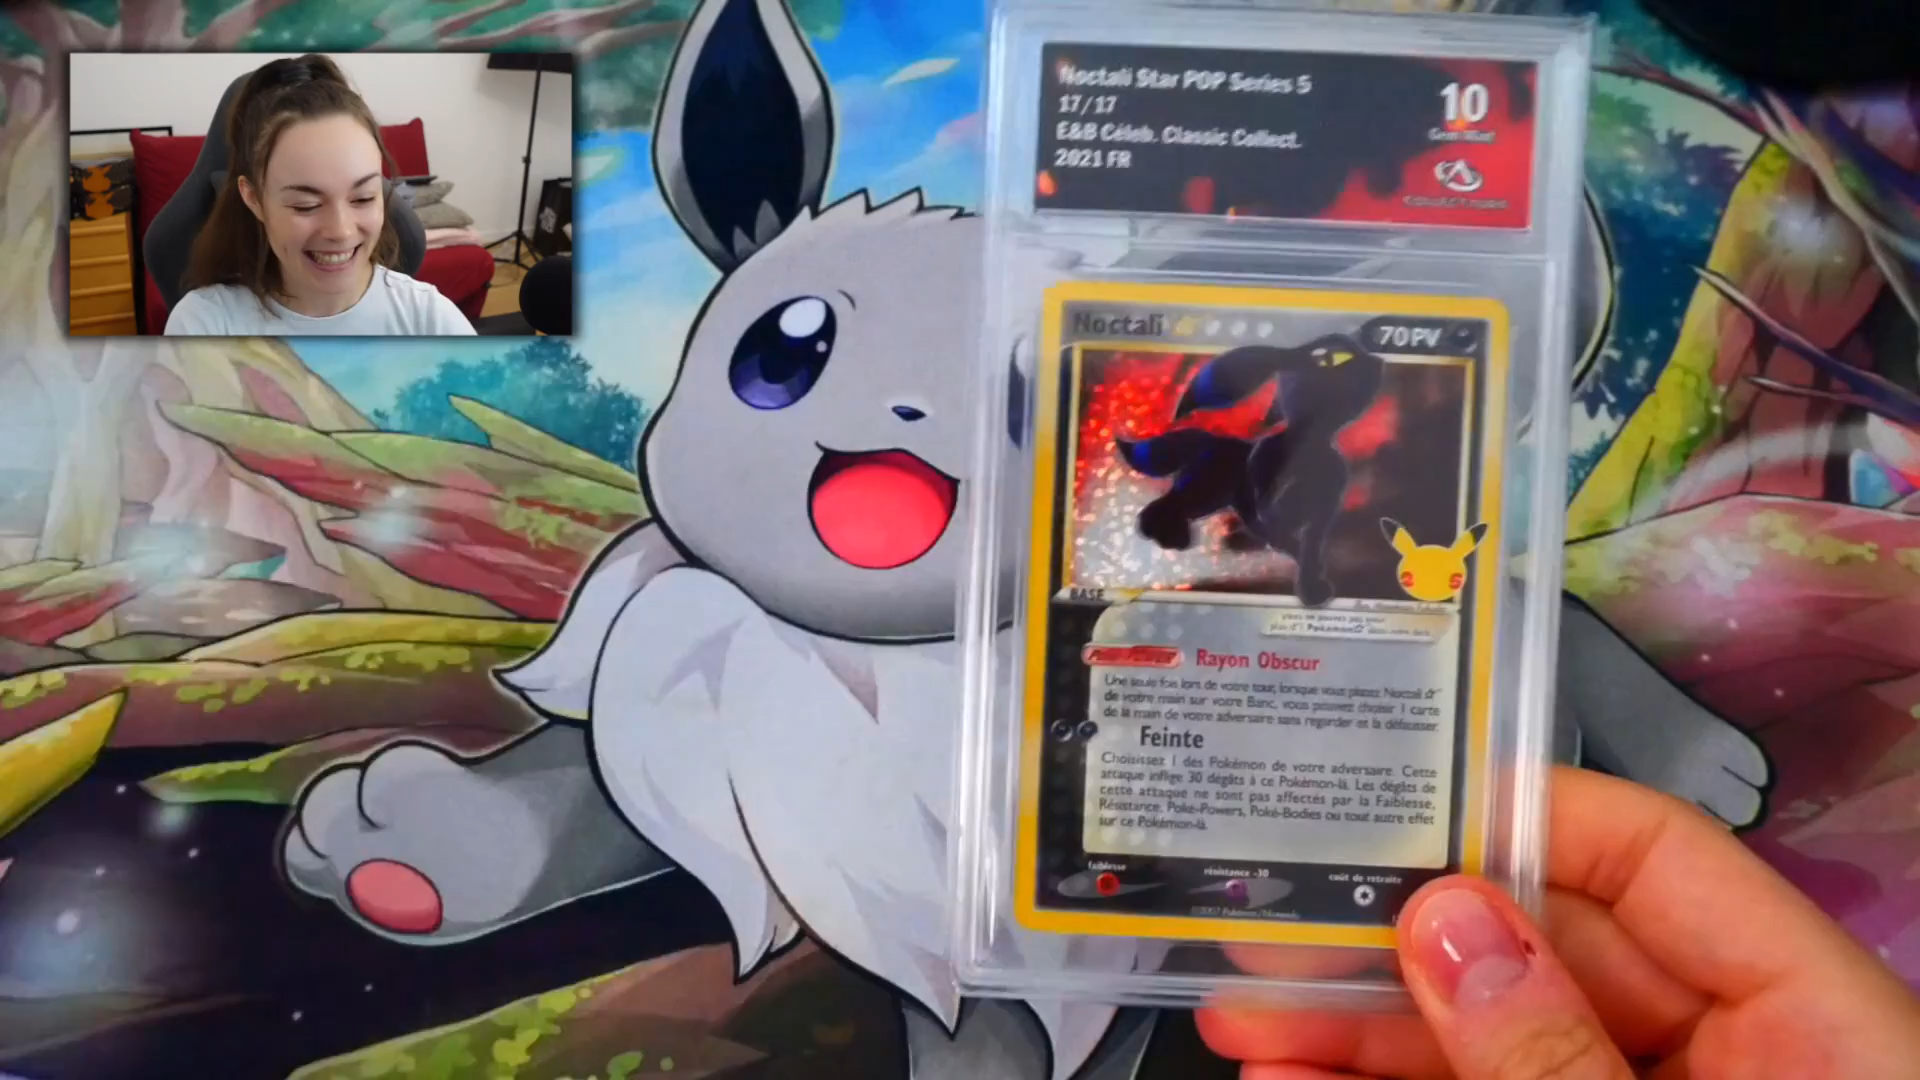 Noctali Star POP Series 5
17/17
E&B Céleb. Classic Collect.
2021 FR
10
Gem Mint
Noctali
70 PV
BASE
Rayon Obscur
Une seule fois lors de votre tour, lorsque vous placez Noctali ☆
de votre main sur votre Banc, vous pouvez choisir 1 carte
de la main de votre adversaire sans regarder et la défausser.
Feinte
Choisissez 1 des Pokémon de votre adversaire. Cette
attaque inflige 30 dégâts à ce Pokémon-là. Les dégâts de
cette attaque ne sont pas affectés par la Faiblesse,
Résistance, Poké-Powers, Poké-Bodies ou tout autre effet
sur ce Pokémon-là.
faiblesse
résistance -30
coût de retraite